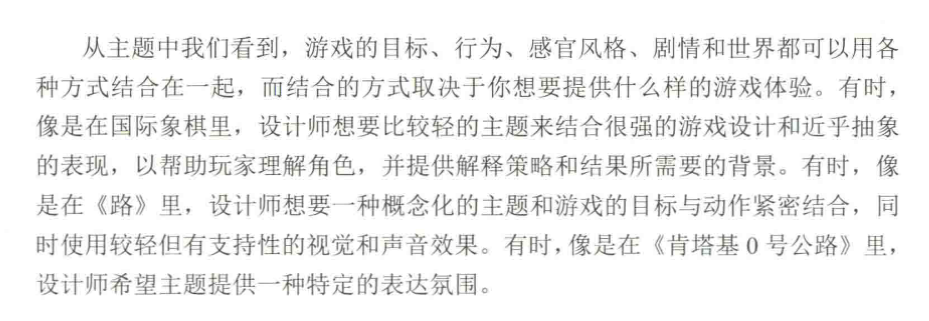 从主题中我们看到，游戏的目标、行为、感官风格、剧情和世界都可以用各
种方式结合在一起，而结合的方式取决于你想要提供什么样的游戏体验。有时，
像是在国际象棋里，设计师想要比较轻的主题来结合很强的游戏设计和近乎抽象
的表现，以帮助玩家理解角色，并提供解释策略和结果所需要的背景。有时，像
是在《路》里，设计师想要一种概念化的主题和游戏的目标与动作紧密结合，同
时使用较轻但有支持性的视觉和声音效果。有时，像是在《肯塔基 0 号公路》里，
设计师希望主题提供一种特定的表达氛围。